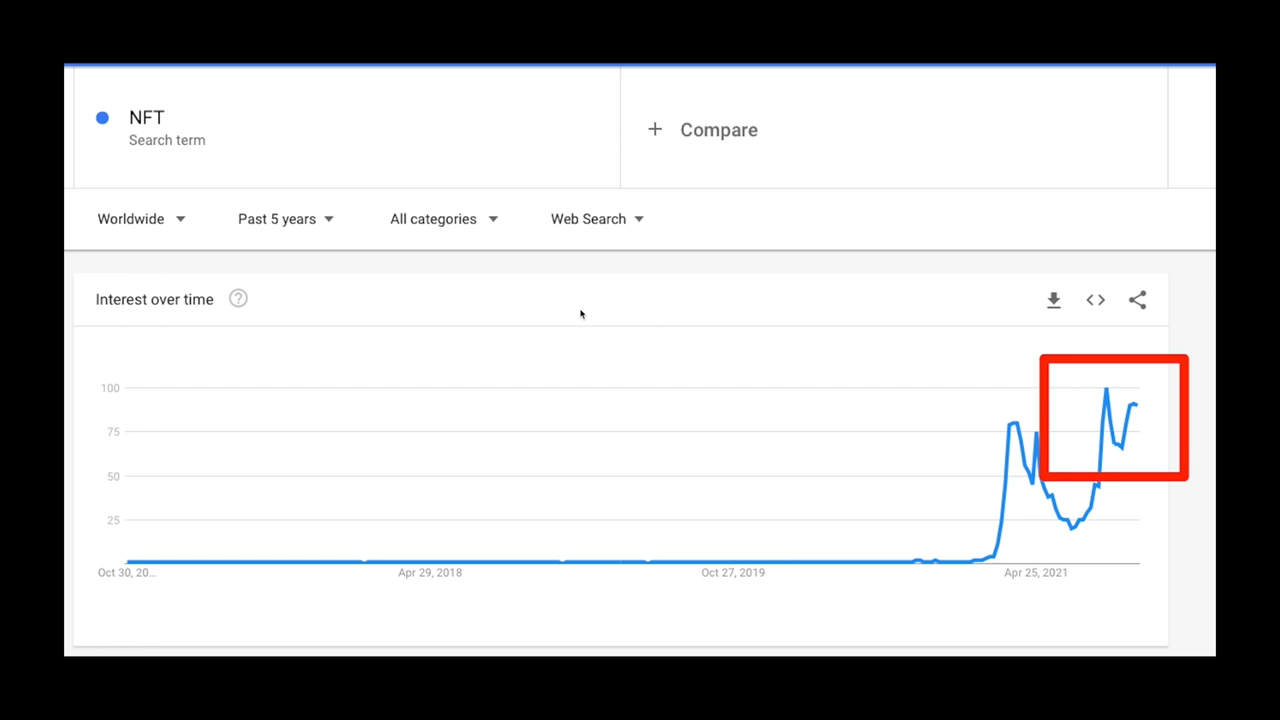 NFT
Search term
+ Compare
Worldwide Past 5 years All categories Web Search
Interest over time ?
100
75
50
25
Oct 30, 20... Apr 29, 2018 Oct 27, 2019 Apr 25, 2021